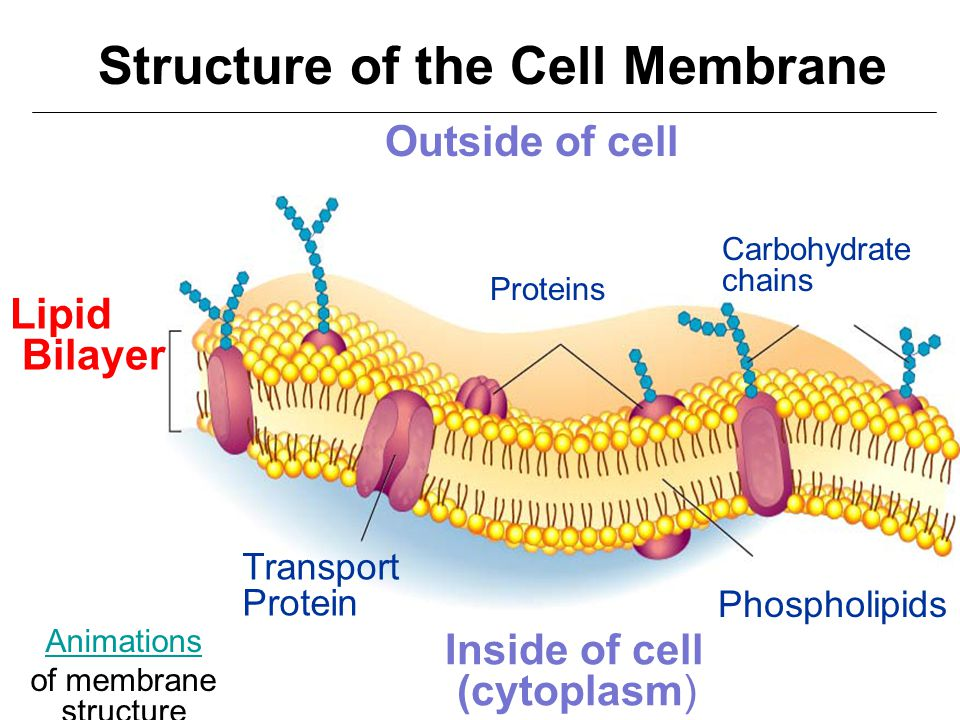 Structure of the Cell Membrane
Outside of cell
Carbohydrate
chains
Proteins
Lipid
Bilayer
Transport
Protein
Phospholipids
Animations
of membrane
structure
Inside of cell
(cytoplasm)